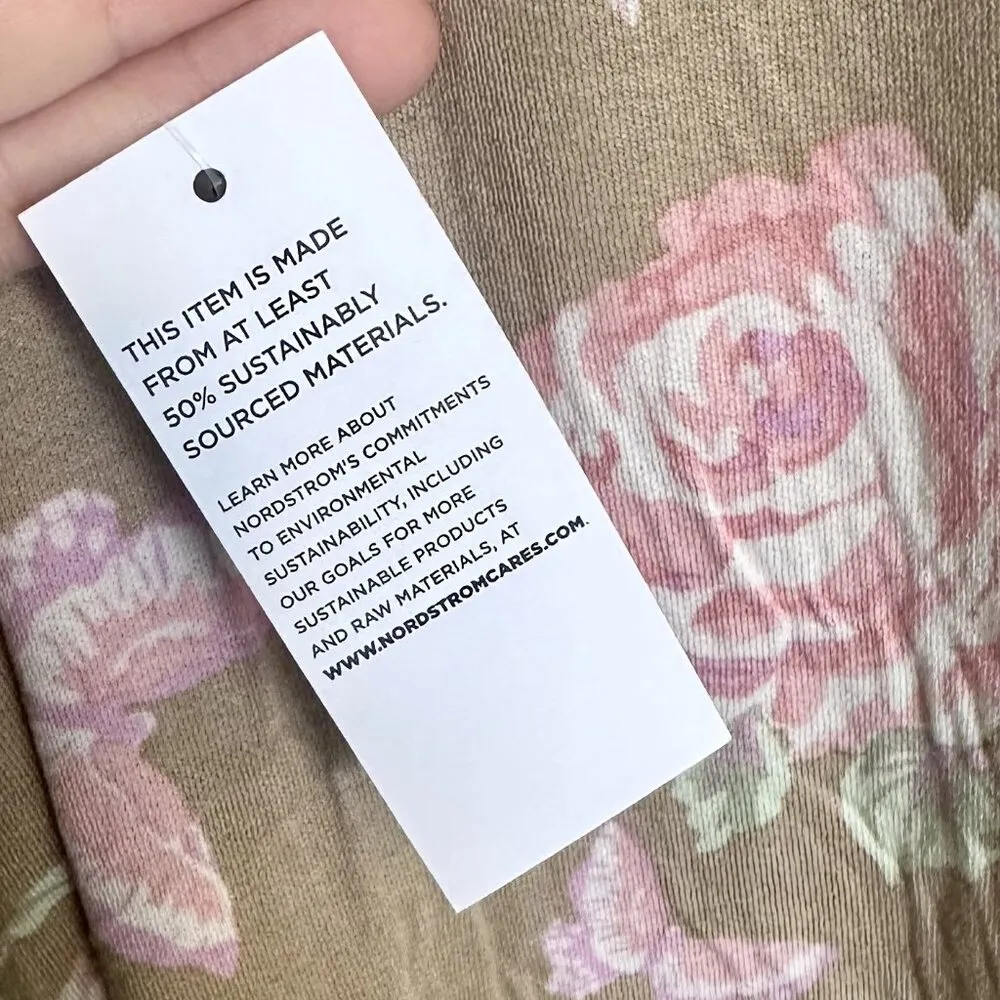 THIS ITEM IS MADE
FROM AT LEAST
50% SUSTAINABLY
SOURCED MATERIALS.
LEARN MORE ABOUT
NORDSTROM'S COMMITMENTS
TO ENVIRONMENTAL
SUSTAINABILITY, INCLUDING
OUR GOALS FOR MORE
SUSTAINABLE PRODUCTS
AND RAW MATERIALS, AT
WWW.NORDSTROMCARES.COM.